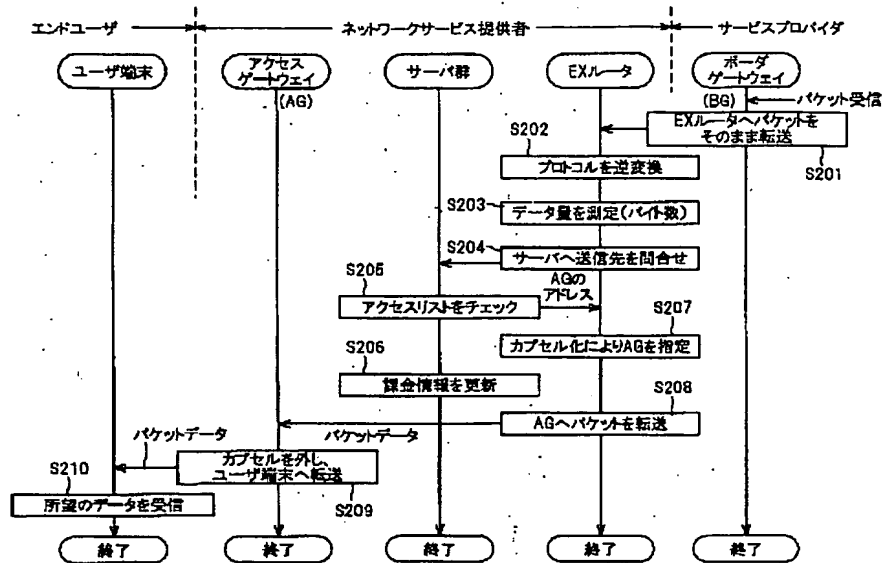 エンドユーザ
ネットワークサービス提供者
サービスプロバイダ
ユーザ端末
アクセス
ゲートウェイ
(AG)
サーバ群
EXルータ
ボーダ
ゲートウェイ
(BG)
パケット受信
EXルータへパケットを
そのまま転送
S201
S202
プロトコルを逆変換
S203
データ量を測定(バイト数)
S204
サーバへ送信先を問合せ
S205
アクセスリストをチェック
AGの
アドレス
S207
カプセル化によりAGを指定
S206
課金情報を更新
S208
AGへパケットを転送
パケットデータ
パケットデータ
カプセルを外し、
ユーザ端末へ転送
S209
S210
所望のデータを受信
終了
終了
終了
終了
終了